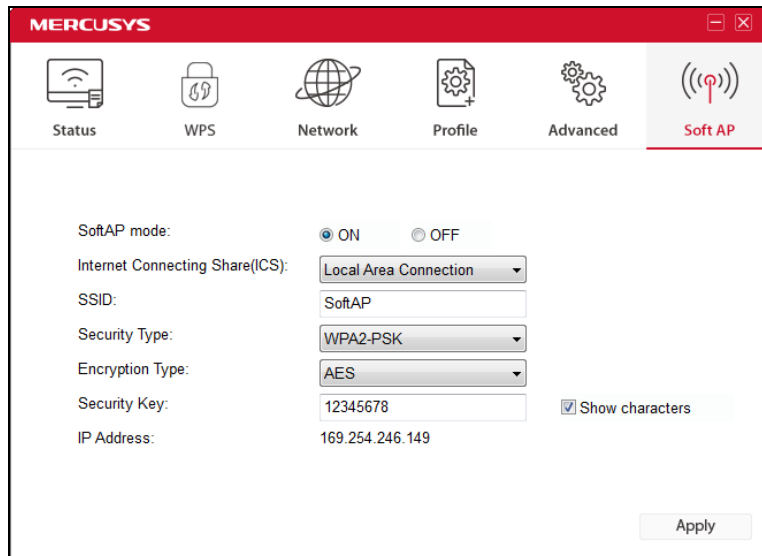 MERCUSYS
Status WPS Network Profile Advanced Soft AP
SoftAP mode: ON OFF
Internet Connecting Share(ICS): Local Area Connection
SSID: SoftAP
Security Type: WPA2-PSK
Encryption Type: AES
Security Key: 12345678 Show characters
IP Address: 169.254.246.149
Apply